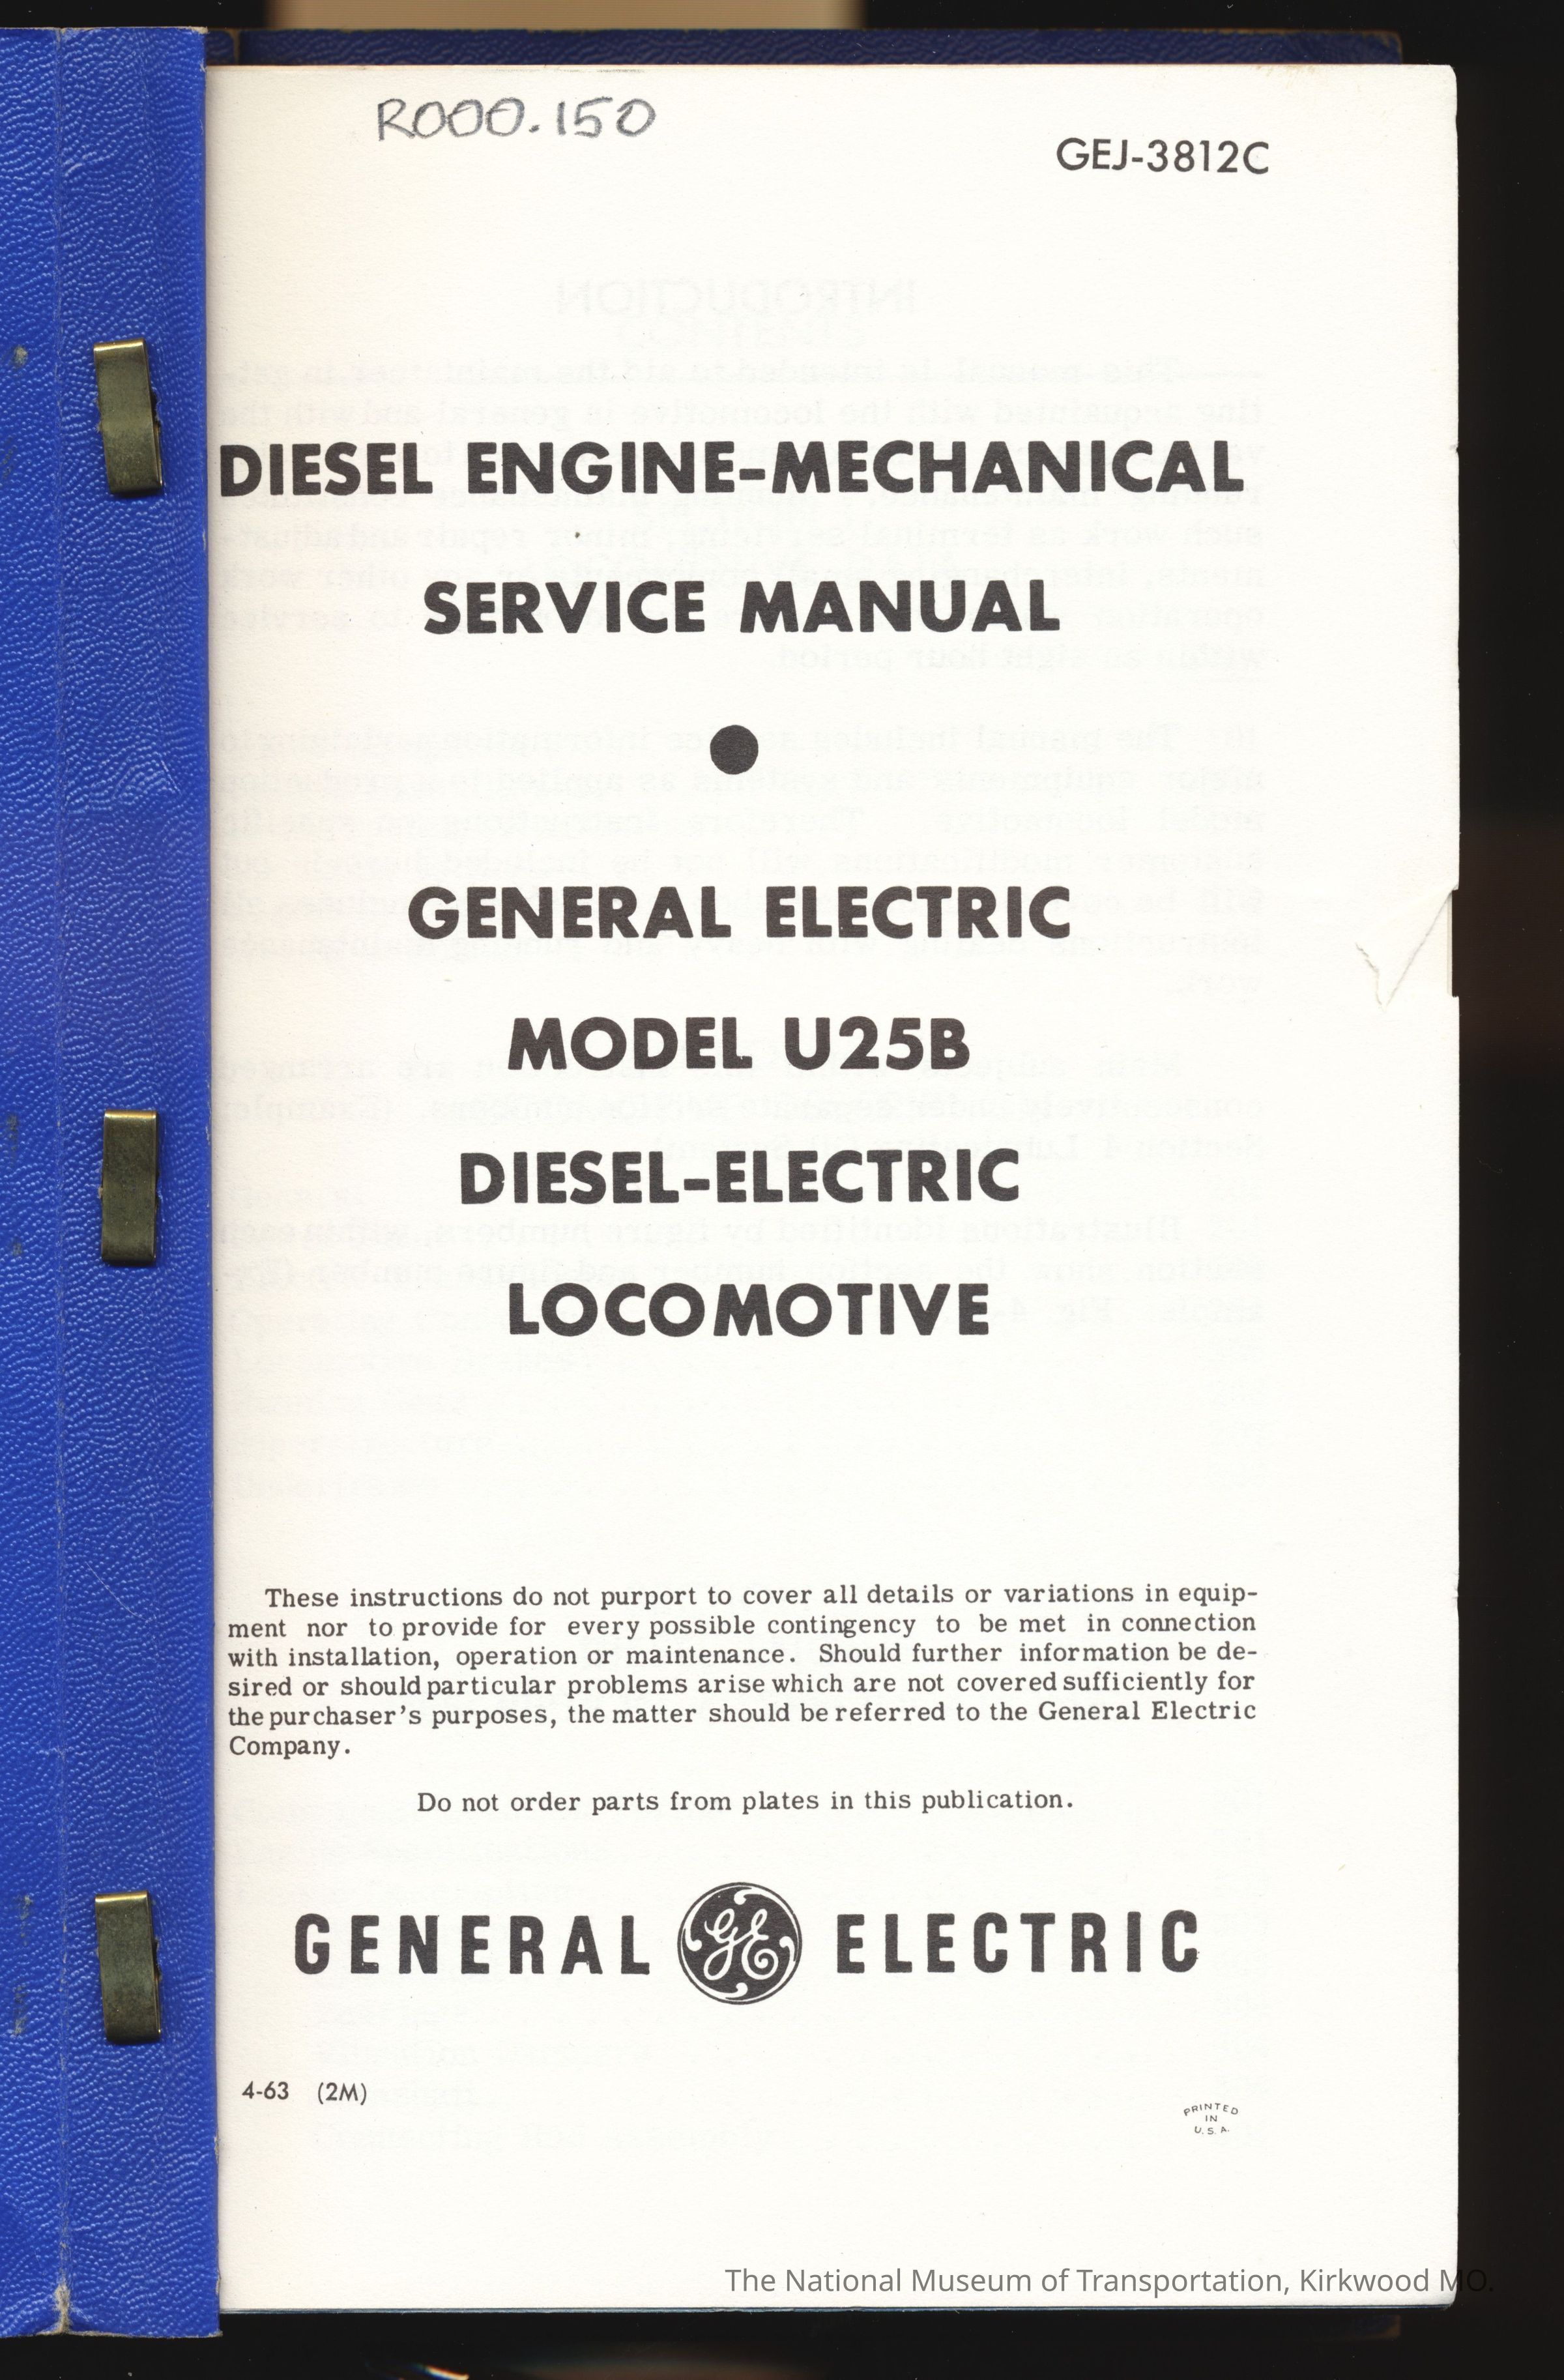 R000.150
GEJ-3812C
DIESEL ENGINE-MECHANICAL
SERVICE MANUAL
GENERAL ELECTRIC
MODEL U25B
DIESEL-ELECTRIC
LOCOMOTIVE
These instructions do not purport to cover all details or variations in equip-
ment nor to provide for every possible contingency to be met in connection
with installation, operation or maintenance. Should further information be de-
sired or should particular problems arise which are not covered sufficiently for
the purchaser's purposes, the matter should be referred to the General Electric
Company.
Do not order parts from plates in this publication.
GENERAL GE ELECTRIC
4-63 (2M)
PRINTED
IN
U.S.A.
The National Museum of Transportation, Kirkwood MO.